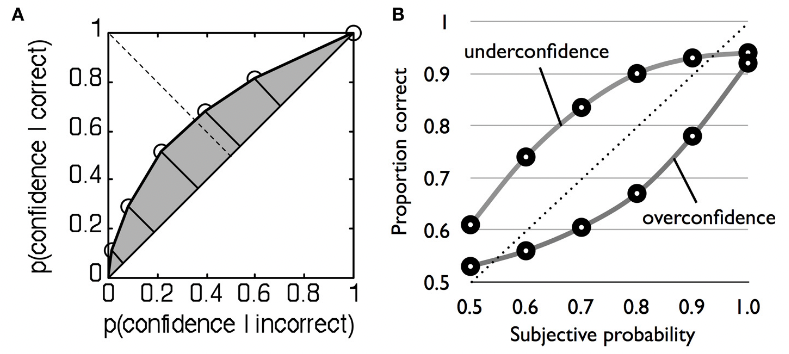 A
1
0.8
0.6
0.4
0.2
0
0 0.2 0.4 0.6 0.8 1
p(confidence | correct)
p(confidence | incorrect)
B
1
0.9
0.8
0.7
0.6
0.5
0.5 0.6 0.7 0.8 0.9 1.0
Proportion correct
Subjective probability
underconfidence
overconfidence